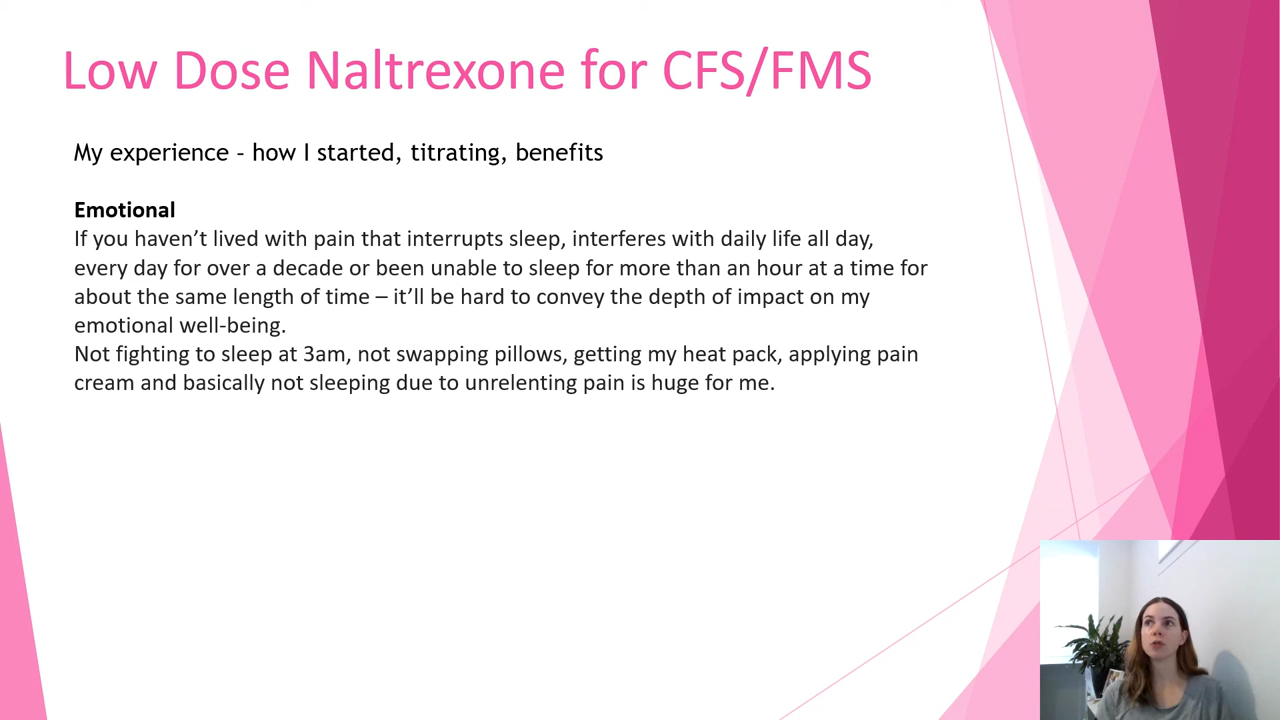 Low Dose Naltrexone for CFS/FMS
My experience - how I started, titrating, benefits
Emotional
If you haven’t lived with pain that interrupts sleep, interferes with daily life all day,
every day for over a decade or been unable to sleep for more than an hour at a time for
about the same length of time – it’ll be hard to convey the depth of impact on my
emotional well-being.
Not fighting to sleep at 3am, not swapping pillows, getting my heat pack, applying pain
cream and basically not sleeping due to unrelenting pain is huge for me.